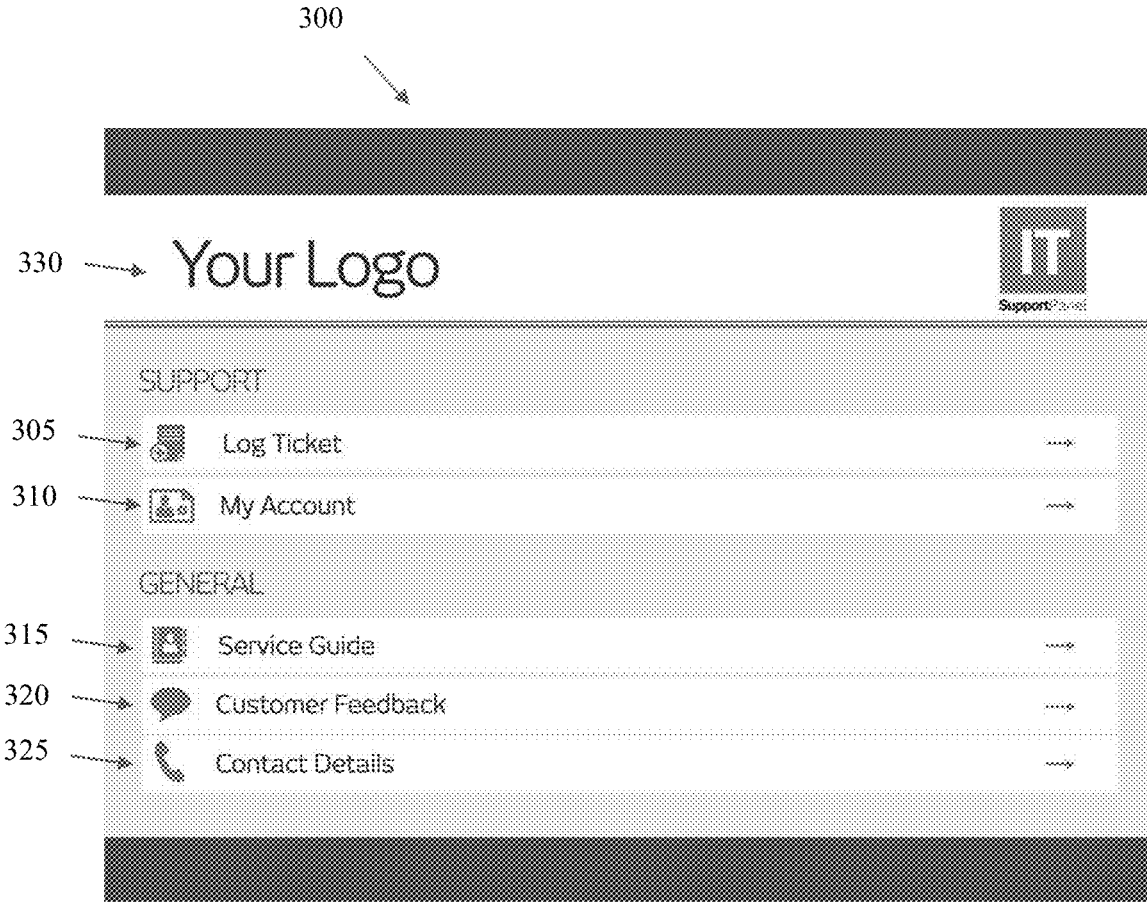 300
330
Your Logo
IT
SupportPanel
SUPPORT
305
Log Ticket
310
My Account
GENERAL
315
Service Guide
320
Customer Feedback
325
Contact Details